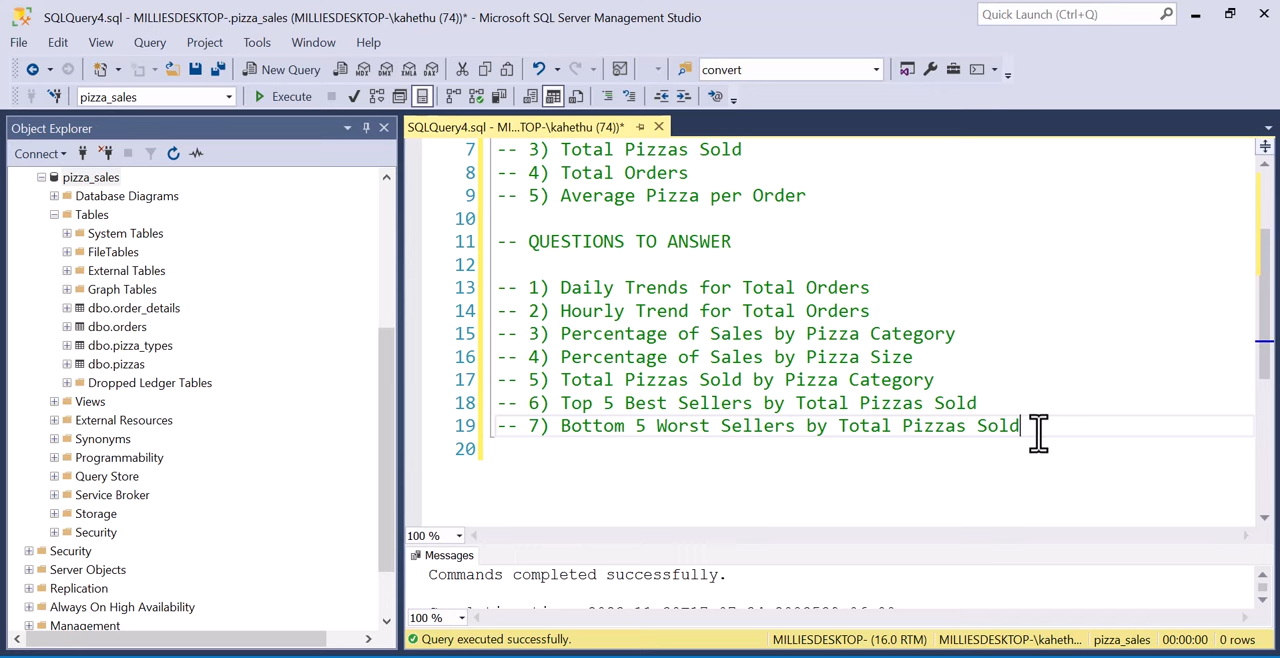 SQLQuery4.sql - MILLIESDESKTOP-.pizza_sales (MILLIESDESKTOP-\kahethu (74))* - Microsoft SQL Server Management Studio
Quick Launch (Ctrl+Q)
File Edit View Query Project Tools Window Help
New Query
MDX DMX XMLA DAX
convert
pizza_sales
Execute
Object Explorer
Connect
pizza_sales
Database Diagrams
Tables
System Tables
FileTables
External Tables
Graph Tables
dbo.order_details
dbo.orders
dbo.pizza_types
dbo.pizzas
Dropped Ledger Tables
Views
External Resources
Synonyms
Programmability
Query Store
Service Broker
Storage
Security
Security
Server Objects
Replication
Always On High Availability
Management
SQLQuery4.sql - MI...TOP-\kahethu (74))*
7 -- 3) Total Pizzas Sold
8 -- 4) Total Orders
9 -- 5) Average Pizza per Order
10
11 -- QUESTIONS TO ANSWER
12
13 -- 1) Daily Trends for Total Orders
14 -- 2) Hourly Trend for Total Orders
15 -- 3) Percentage of Sales by Pizza Category
16 -- 4) Percentage of Sales by Pizza Size
17 -- 5) Total Pizzas Sold by Pizza Category
18 -- 6) Top 5 Best Sellers by Total Pizzas Sold
19 -- 7) Bottom 5 Worst Sellers by Total Pizzas Sold
20
100 %
Messages
Commands completed successfully.
100 %
Query executed successfully.
MILLIESDESKTOP- (16.0 RTM) MILLIESDESKTOP-\kaheth... pizza_sales 00:00:00 0 rows